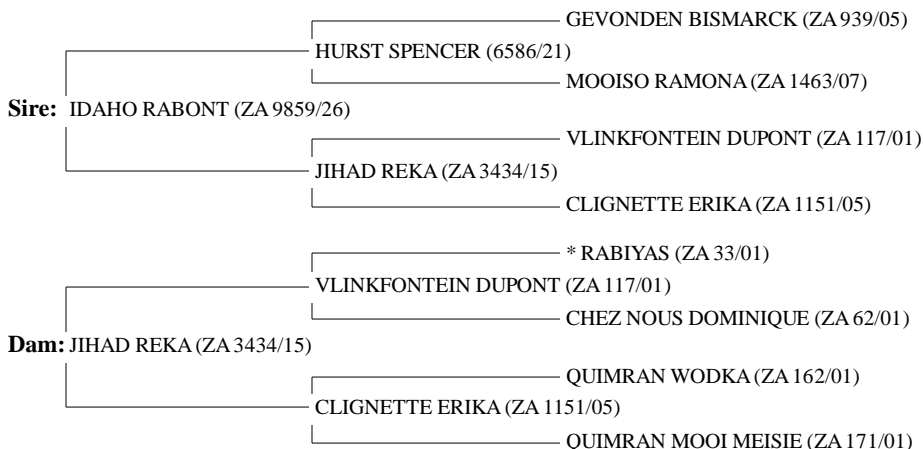 GEVONDEN BISMARCK (ZA 939/05)
HURST SPENCER (6586/21)
MOOISO RAMONA (ZA 1463/07)
Sire: IDAHO RABONT (ZA 9859/26)
VLINKFONTEIN DUPONT (ZA 117/01)
JIHAD REKA (ZA 3434/15)
CLIGNETTE ERIKA (ZA 1151/05)
* RABIYAS (ZA 33/01)
VLINKFONTEIN DUPONT (ZA 117/01)
CHEZ NOUS DOMINIQUE (ZA 62/01)
Dam: JIHAD REKA (ZA 3434/15)
QUIMRAN WODKA (ZA 162/01)
CLIGNETTE ERIKA (ZA 1151/05)
QUIMRAN MOOI MEISIE (ZA 171/01)